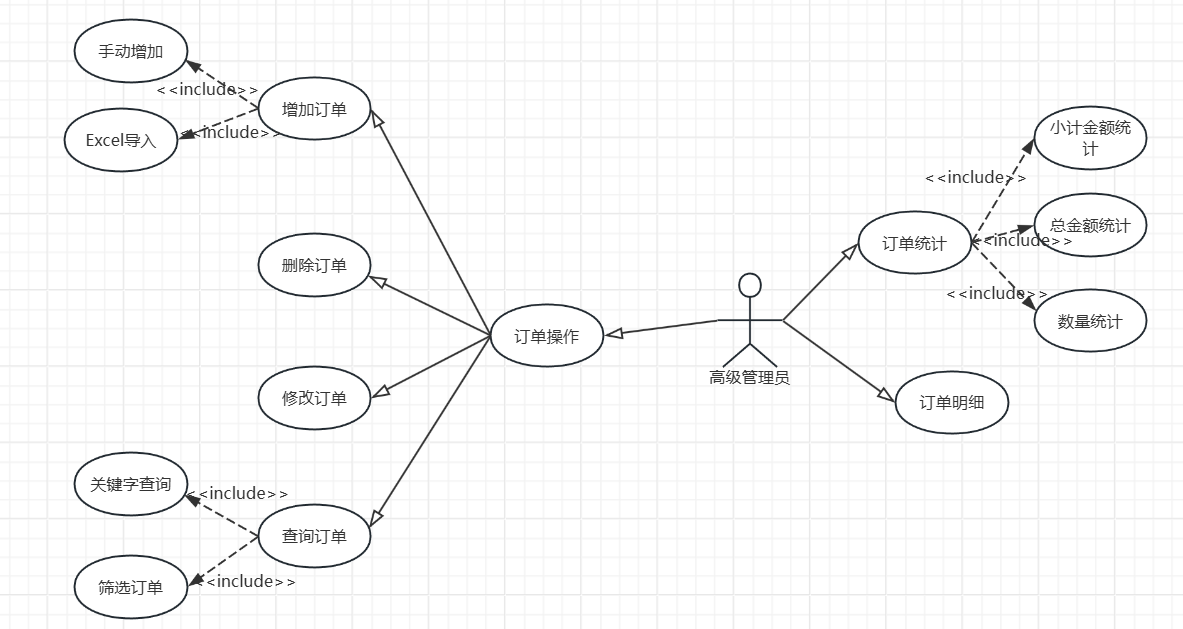 手动增加
<<include>>
增加订单
<<include>>
Excel导入
小计金额统
计
<<include>>
总金额统计
<<include>>
订单统计
<<include>>
数量统计
删除订单
订单操作
高级管理员
修改订单
订单明细
关键字查询
<<include>>
查询订单
<<include>>
筛选订单